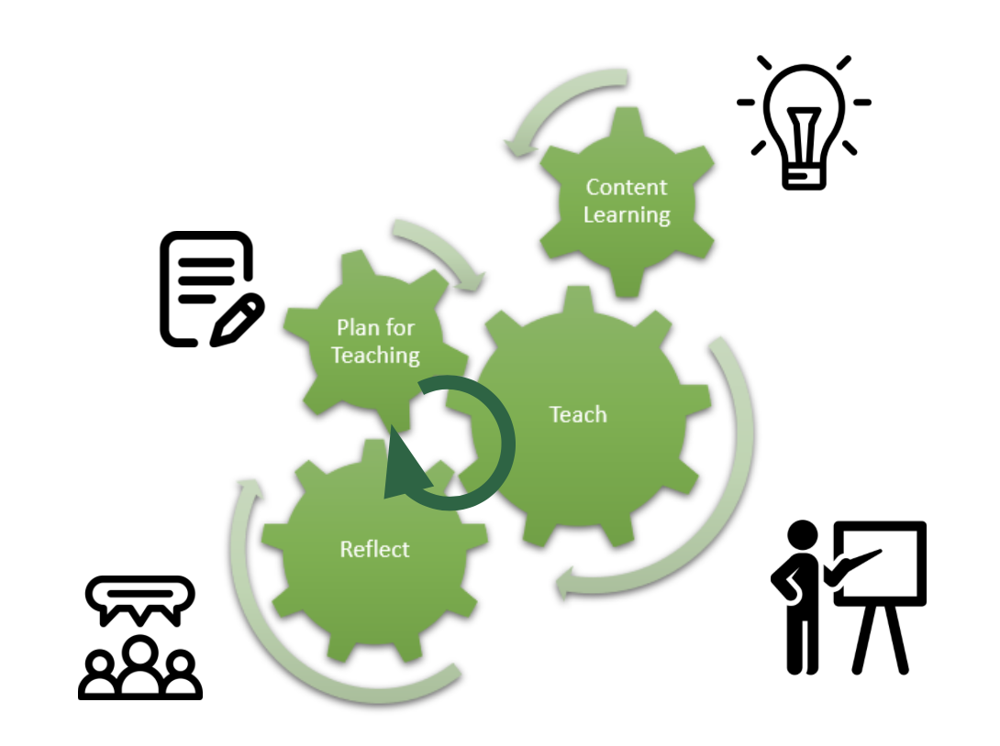 Content
Learning
Plan for
Teaching
Teach
Reflect